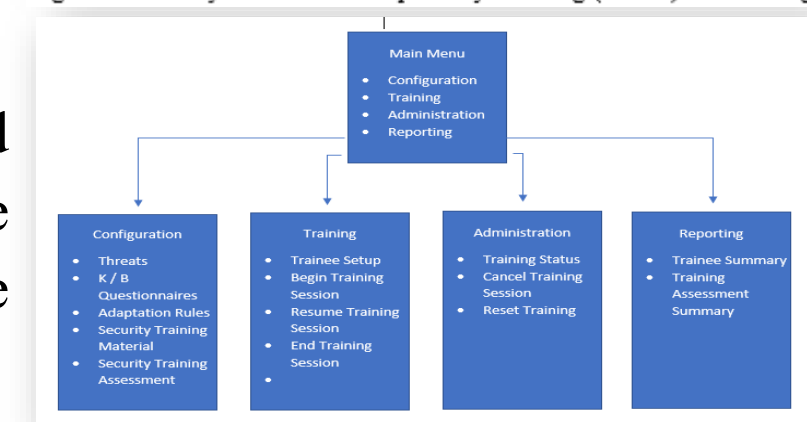 Main Menu
• Configuration
• Training
• Administration
• Reporting
Configuration
• Threats
• K / B
Questionnaires
• Adaptation Rules
• Security Training
Material
• Security Training
Assessment
Training
• Trainee Setup
• Begin Training
Session
• Resume Training
Session
• End Training
Session
•
Administration
• Training Status
• Cancel Training
Session
• Reset Training
Reporting
• Trainee Summary
• Training
Assessment
Summary